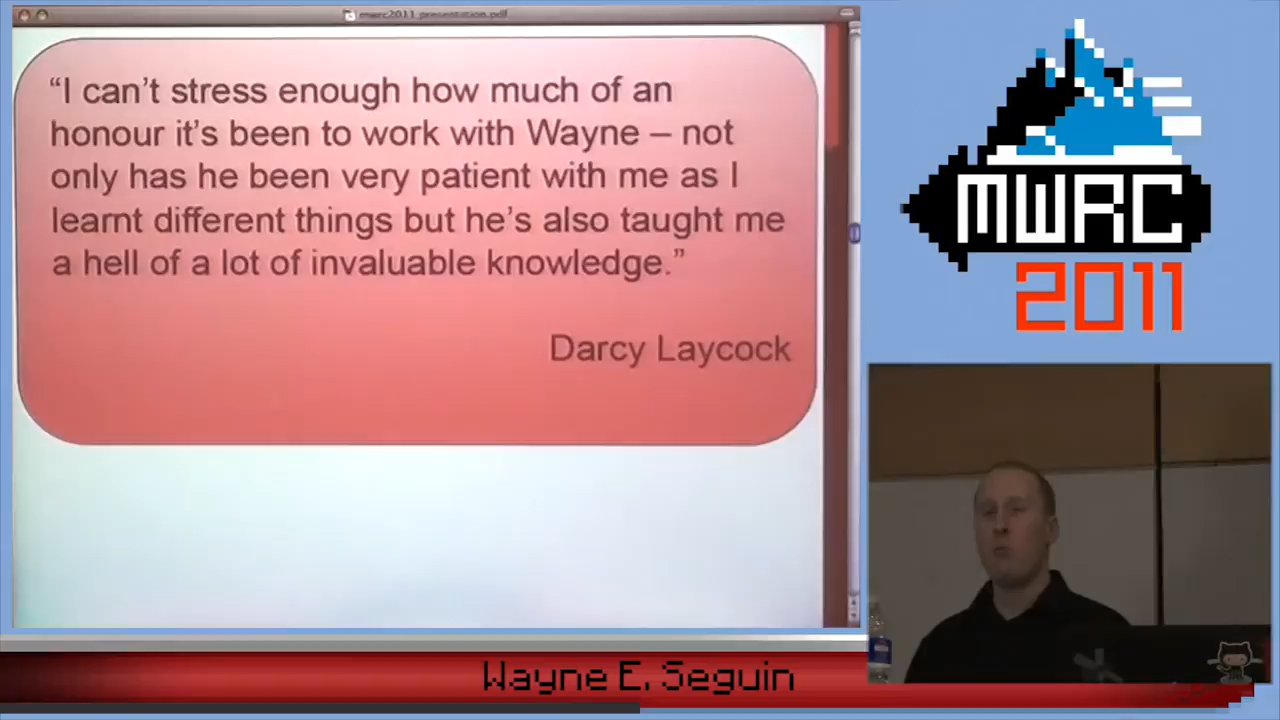 mwrc2011_presentation.pdf
“I can’t stress enough how much of an
honour it’s been to work with Wayne – not
only has he been very patient with me as I
learnt different things but he’s also taught me
a hell of a lot of invaluable knowledge.”
Darcy Laycock
MWRC
2011
Wayne E. Seguin